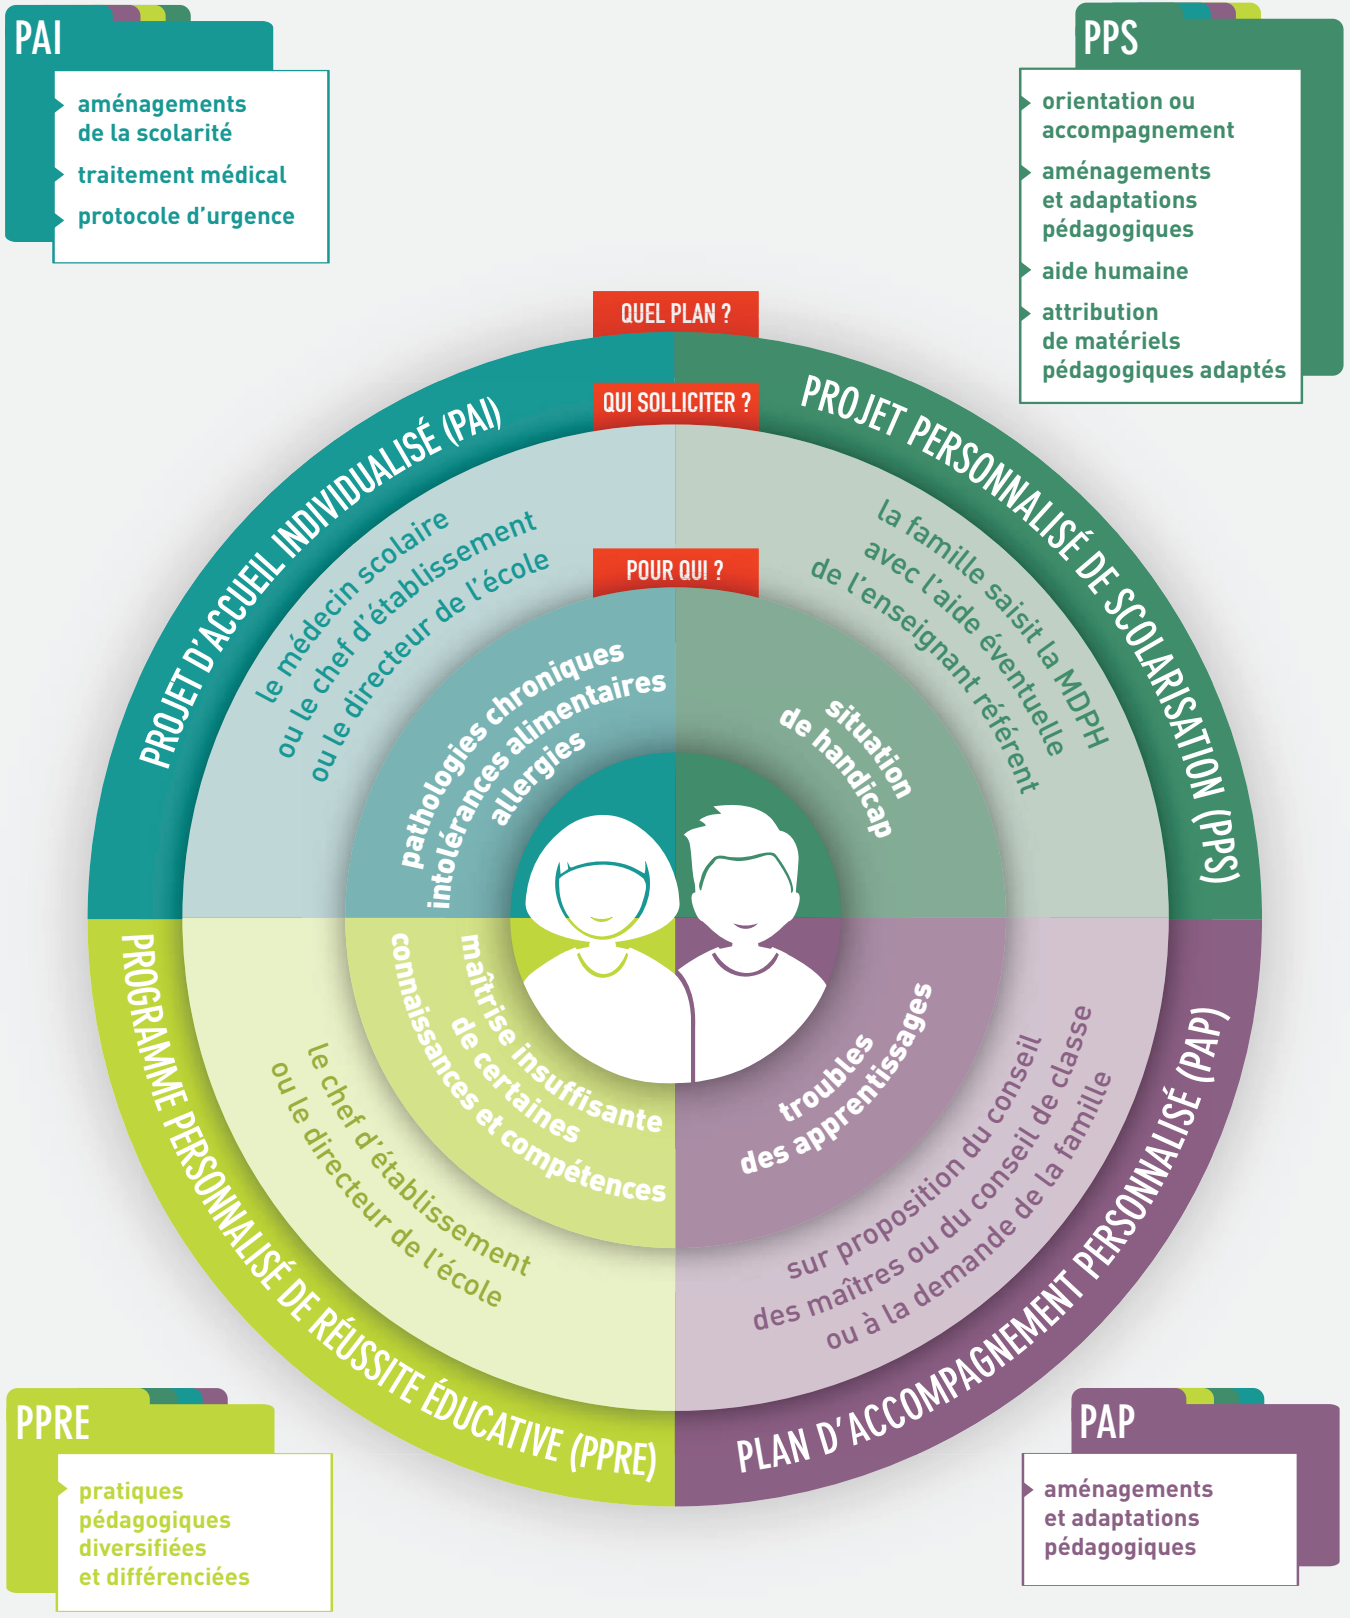 PAI
aménagements
de la scolarité
traitement médical
protocole d’urgence
PPS
orientation ou
accompagnement
aménagements
et adaptations
pédagogiques
aide humaine
attribution
de matériels
pédagogiques adaptés
QUEL PLAN ?
QUI SOLLICITER ?
POUR QUI ?
PROJET D’ACCUEIL INDIVIDUALISÉ (PAI)
le médecin scolaire
ou le chef d’établissement
ou le directeur de l’école
pathologies chroniques
intolérances alimentaires
allergies
PROJET PERSONNALISÉ DE SCOLARISATION (PPS)
la famille saisit la MDPH
avec l’aide éventuelle
de l’enseignant référent
situation
de handicap
PROGRAMME PERSONNALISÉ DE RÉUSSITE ÉDUCATIVE (PPRE)
le chef d’établissement
ou le directeur de l’école
maîtrise insuffisante
de certaines
connaissances et compétences
PLAN D’ACCOMPAGNEMENT PERSONNALISÉ (PAP)
sur proposition du conseil
des maîtres ou du conseil de classe
ou à la demande de la famille
troubles
des apprentissages
PPRE
pratiques
pédagogiques
diversifiées
et différenciées
PAP
aménagements
et adaptations
pédagogiques